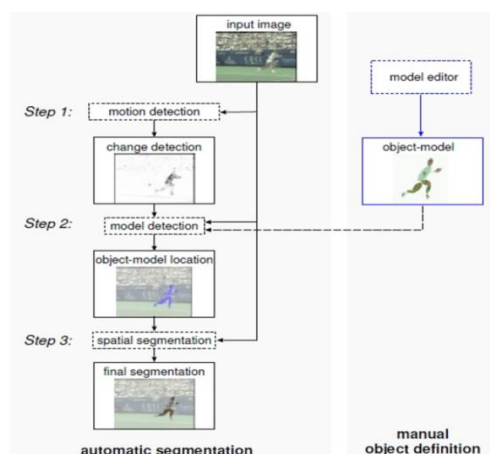 input image
model editor
Step 1:
motion detection
change detection
object-model
Step 2:
model detection
object-model location
Step 3:
spatial segmentation
final segmentation
automatic segmentation
manual
object definition